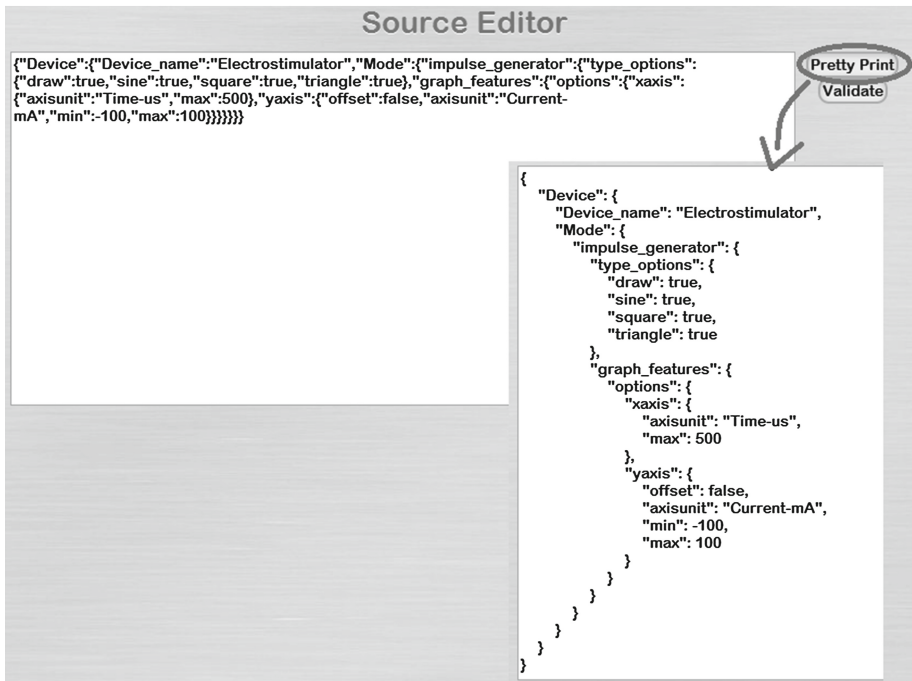 Source Editor
{"Device":{"Device_name":"Electrostimulator","Mode":{"impulse_generator":{"type_options":
{"draw":true,"sine":true,"square":true,"triangle":true},"graph_features":{"options":{"xaxis":
{"axisunit":"Time-us","max":500},"yaxis":{"offset":false,"axisunit":"Current-
mA","min":-100,"max":100}}}}}}}
Pretty Print
Validate
{
"Device": {
"Device_name": "Electrostimulator",
"Mode": {
"impulse_generator": {
"type_options": {
"draw": true,
"sine": true,
"square": true,
"triangle": true
},
"graph_features": {
"options": {
"xaxis": {
"axisunit": "Time-us",
"max": 500
},
"yaxis": {
"offset": false,
"axisunit": "Current-mA",
"min": -100,
"max": 100
}
}
}
}
}
}
}